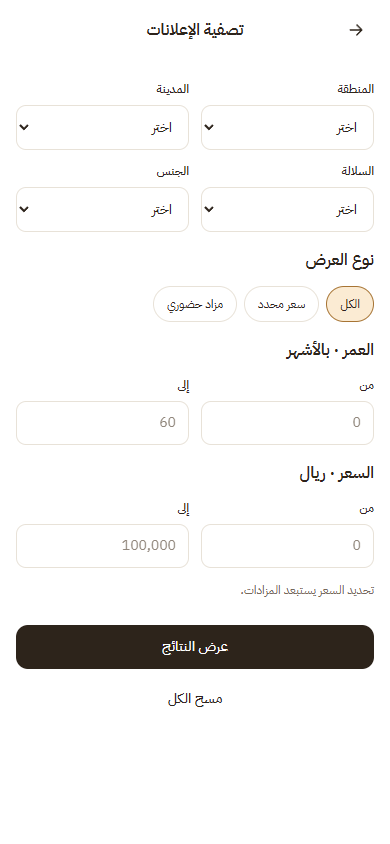 تصفية الإعلانات
المنطقة
المدينة
اختر
اختر
السلالة
الجنس
اختر
اختر
نوع العرض
الكل
سعر محدد
مزاد حضوري
العمر · بالأشهر
من
إلى
0
60
السعر · ريال
من
إلى
0
100,000
تحديد السعر يستبعد المزادات.
عرض النتائج
مسح الكل